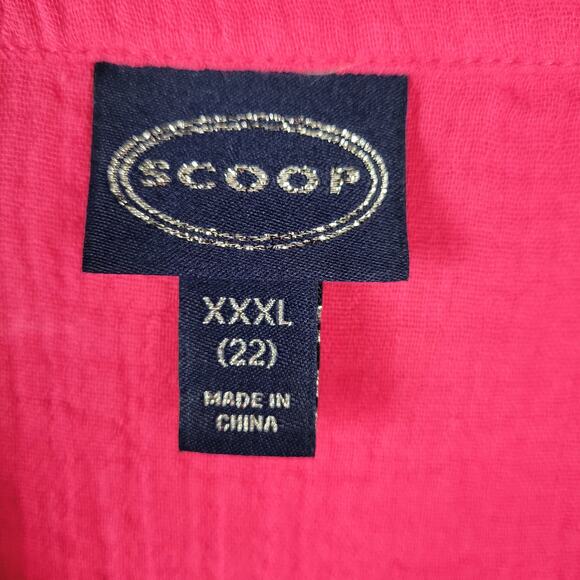 SCOOP
XXXL
(22)
MADE IN
CHINA